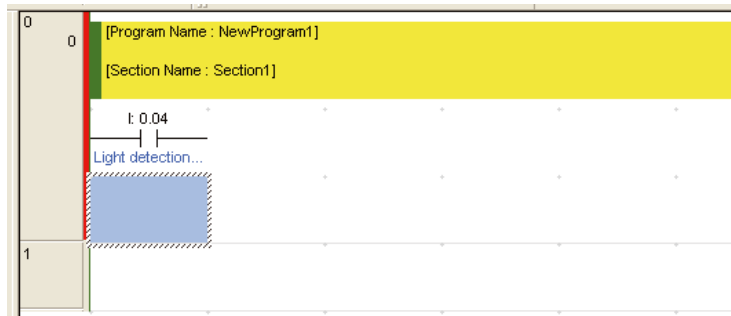 0
0
[Program Name : NewProgram1]
[Section Name : Section1]
I: 0.04
Light detection...
1